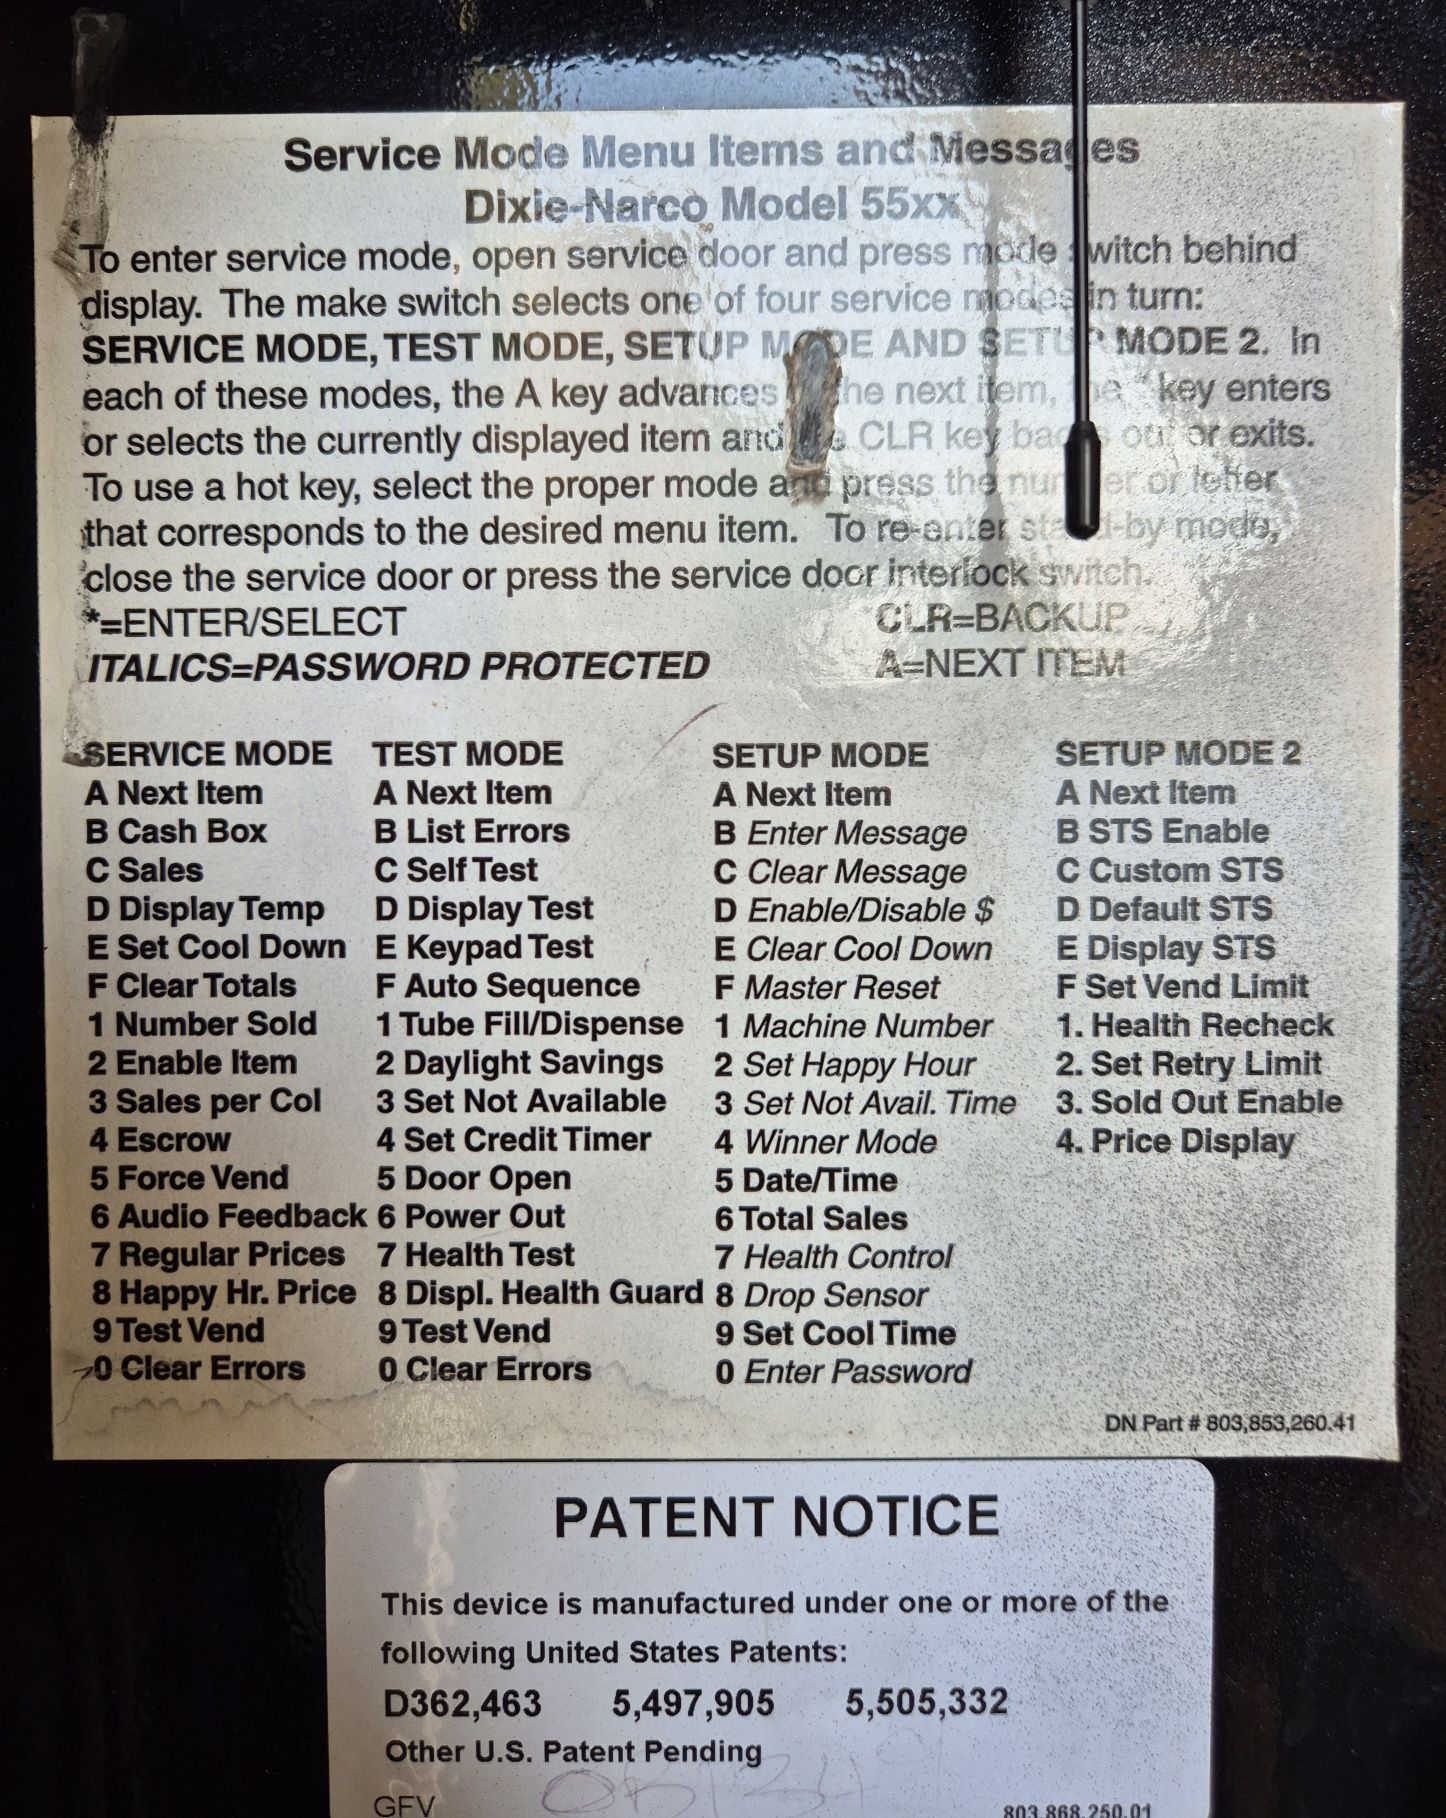 Service Mode Menu Items and Messages
Dixie-Narco Model 55xx
To enter service mode, open service door and press mode switch behind
display. The make switch selects one of four service modes in turn:
SERVICE MODE, TEST MODE, SETUP MODE AND SETUP MODE 2. In
each of these modes, the A key advances the next item, the * key enters
or selects the currently displayed item and the CLR key backs out or exits.
To use a hot key, select the proper mode and press the number or letter
that corresponds to the desired menu item. To re-enter stand-by mode,
close the service door or press the service door interlock switch.
*=ENTER/SELECT CLR=BACKUP
ITALICS=PASSWORD PROTECTED A=NEXT ITEM
SERVICE MODE
A Next Item
B Cash Box
C Sales
D Display Temp
E Set Cool Down
F Clear Totals
1 Number Sold
2 Enable Item
3 Sales per Col
4 Escrow
5 Force Vend
6 Audio Feedback
7 Regular Prices
8 Happy Hr. Price
9 Test Vend
0 Clear Errors
TEST MODE
A Next Item
B List Errors
C Self Test
D Display Test
E Keypad Test
F Auto Sequence
1 Tube Fill/Dispense
2 Daylight Savings
3 Set Not Available
4 Set Credit Timer
5 Door Open
6 Power Out
7 Health Test
8 Displ. Health Guard
9 Test Vend
0 Clear Errors
SETUP MODE
A Next Item
B Enter Message
C Clear Message
D Enable/Disable $
E Clear Cool Down
F Master Reset
1 Machine Number
2 Set Happy Hour
3 Set Not Avail. Time
4 Winner Mode
5 Date/Time
6 Total Sales
7 Health Control
8 Drop Sensor
9 Set Cool Time
0 Enter Password
SETUP MODE 2
A Next Item
B STS Enable
C Custom STS
D Default STS
E Display STS
F Set Vend Limit
1. Health Recheck
2. Set Retry Limit
3. Sold Out Enable
4. Price Display
DN Part # 803,853,260.41
PATENT NOTICE
This device is manufactured under one or more of the
following United States Patents:
D362,463 5,497,905 5,505,332
Other U.S. Patent Pending
GFV 803,868,250.01